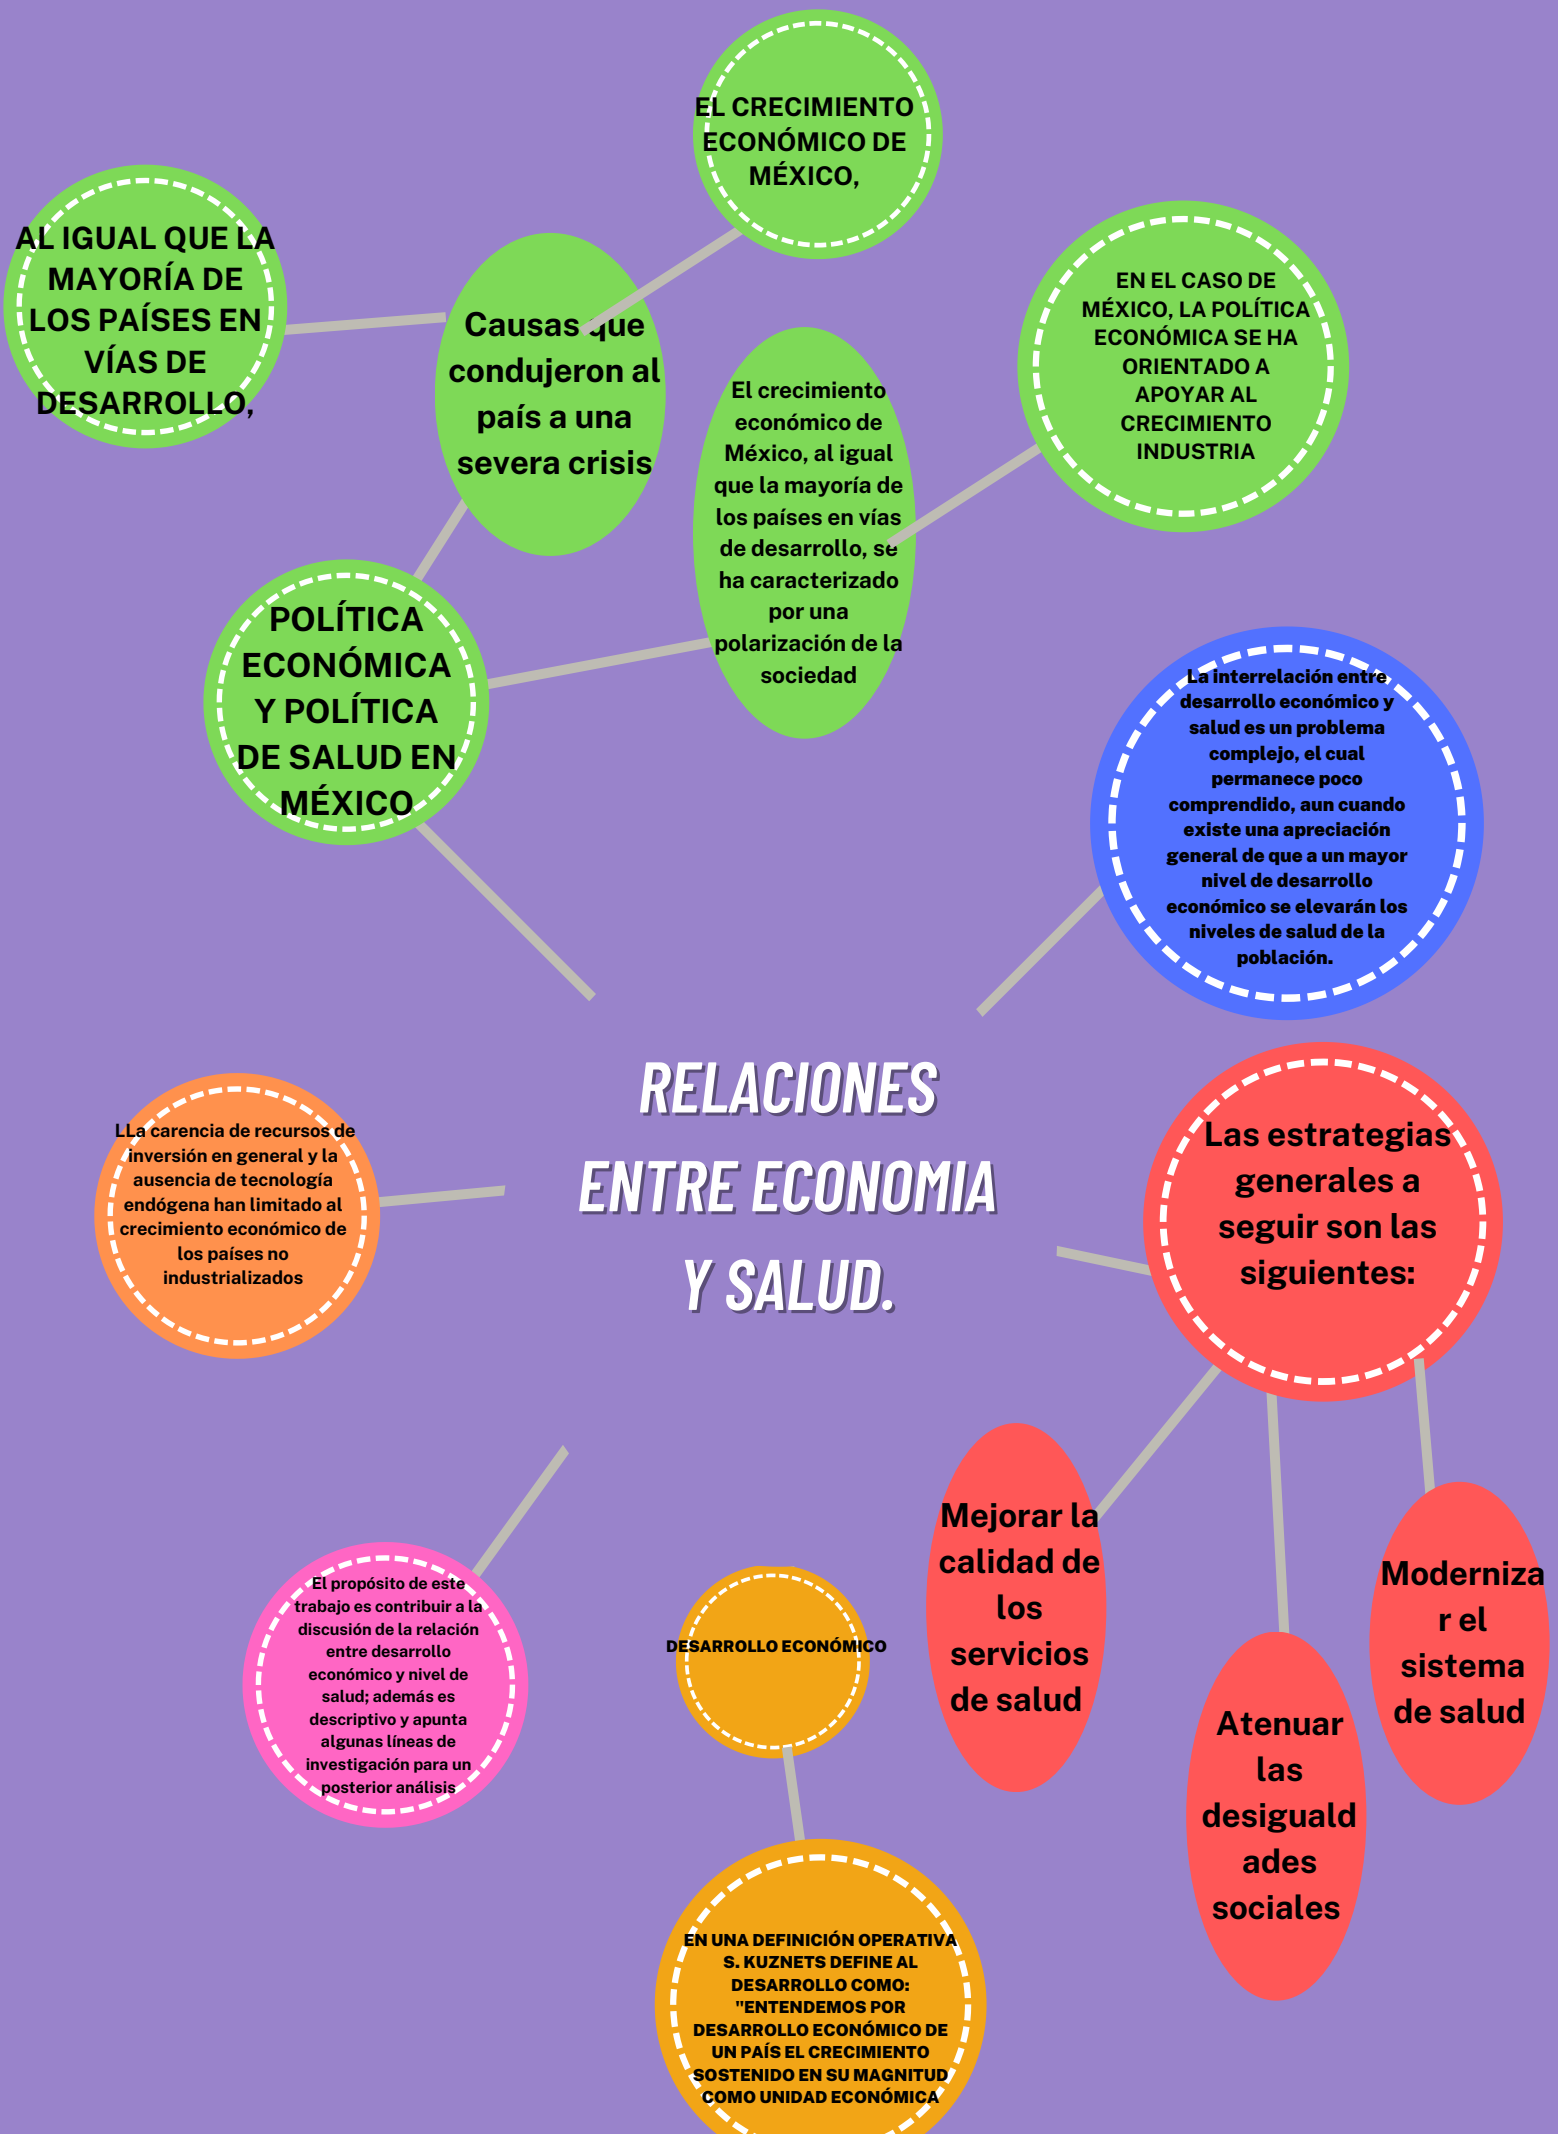 EL CRECIMIENTO
ECONÓMICO DE
MÉXICO,
AL IGUAL QUE LA
MAYORÍA DE
LOS PAÍSES EN
VÍAS DE
DESARROLLO,
Causas que
condujeron al
país a una
severa crisis
EN EL CASO DE
MÉXICO, LA POLÍTICA
ECONÓMICA SE HA
ORIENTADO A
APOYAR AL
CRECIMIENTO
INDUSTRIA
El crecimiento
económico de
México, al igual
que la mayoría de
los países en vías
de desarrollo, se
ha caracterizado
por una
polarización de la
sociedad
POLÍTICA
ECONÓMICA
Y POLÍTICA
DE SALUD EN
MÉXICO
La interrelación entre
desarrollo económico y
salud es un problema
complejo, el cual
permanece poco
comprendido, aun cuando
existe una apreciación
general de que a un mayor
nivel de desarrollo
económico se elevarán los
niveles de salud de la
población.
RELACIONES
ENTRE ECONOMIA
Y SALUD.
LLa carencia de recursos de
inversión en general y la
ausencia de tecnología
endógena han limitado al
crecimiento económico de
los países no
industrializados
Las estrategias
generales a
seguir son las
siguientes:
Mejorar la
calidad de
los
servicios
de salud
Moderniza
r el
sistema
de salud
Atenuar
las
desiguald
ades
sociales
El propósito de este
trabajo es contribuir a la
discusión de la relación
entre desarrollo
económico y nivel de
salud; además es
descriptivo y apunta
algunas líneas de
investigación para un
posterior análisis
DESARROLLO ECONÓMICO
EN UNA DEFINICIÓN OPERATIVA
S. KUZNETS DEFINE AL
DESARROLLO COMO:
"ENTENDEMOS POR
DESARROLLO ECONÓMICO DE
UN PAÍS EL CRECIMIENTO
SOSTENIDO EN SU MAGNITUD
COMO UNIDAD ECONÓMICA